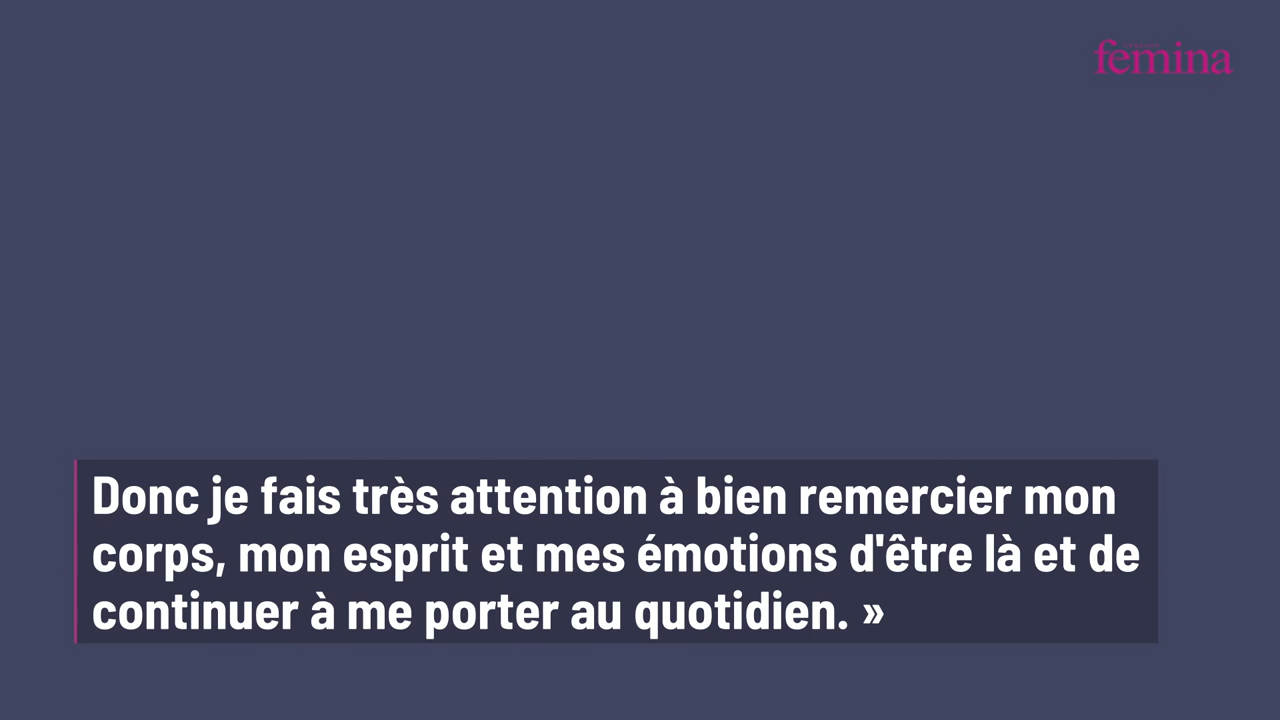 femina
Donc je fais très attention à bien remercier mon
corps, mon esprit et mes émotions d'être là et de
continuer à me porter au quotidien. »